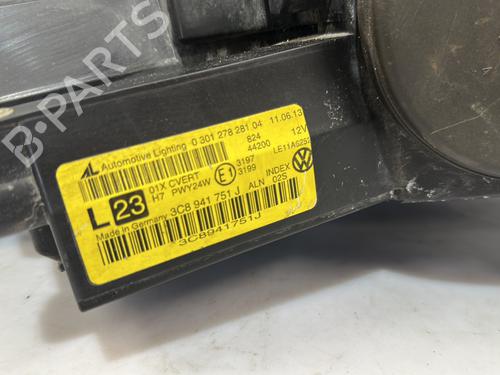 B-PARTS
AL Automotive Lighting 0 301 278 281 04 11.06.13
824 12V
44200
01X CVERT 3197
L 23 H7 PWY24W E1 3199
3C8 941 751 J ALN INDEX 02S
Made in Germany
3C8941751J